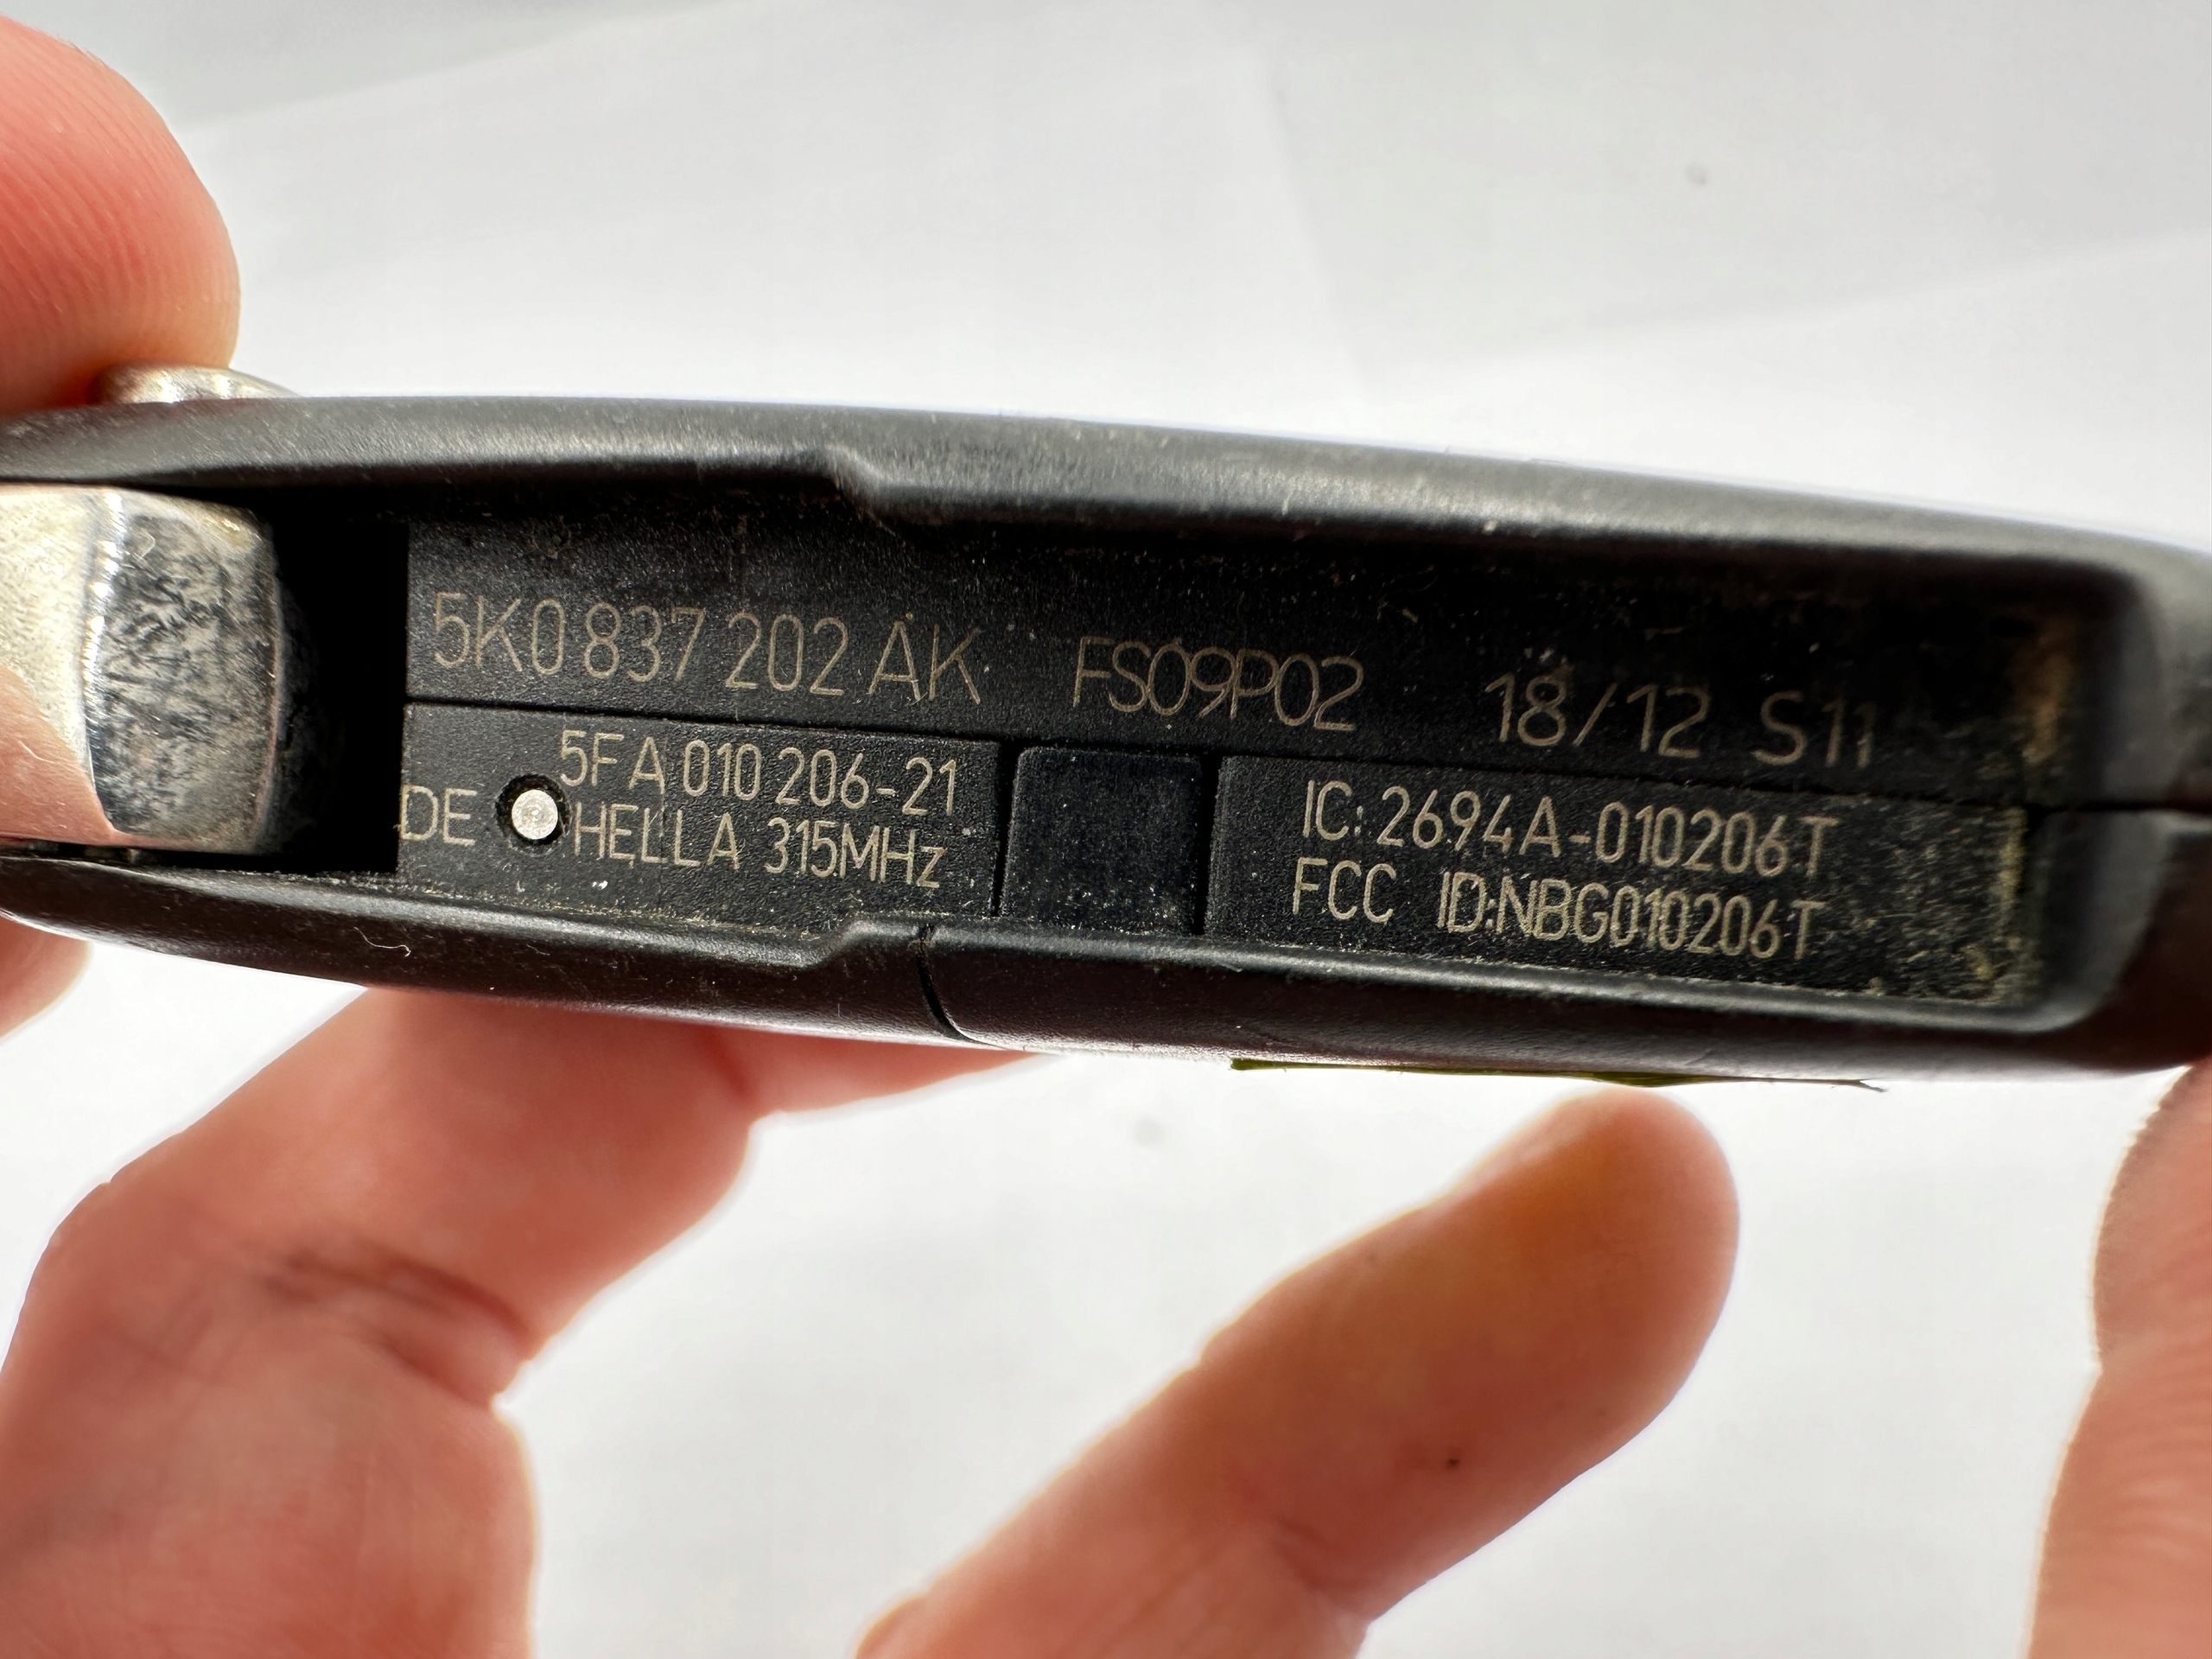 5K0 837 202 AK FS09P02 18/12 S11
5FA 010 206-21
DE HELLA 315MHz
IC: 2694A-010206T
FCC ID:NBG010206T